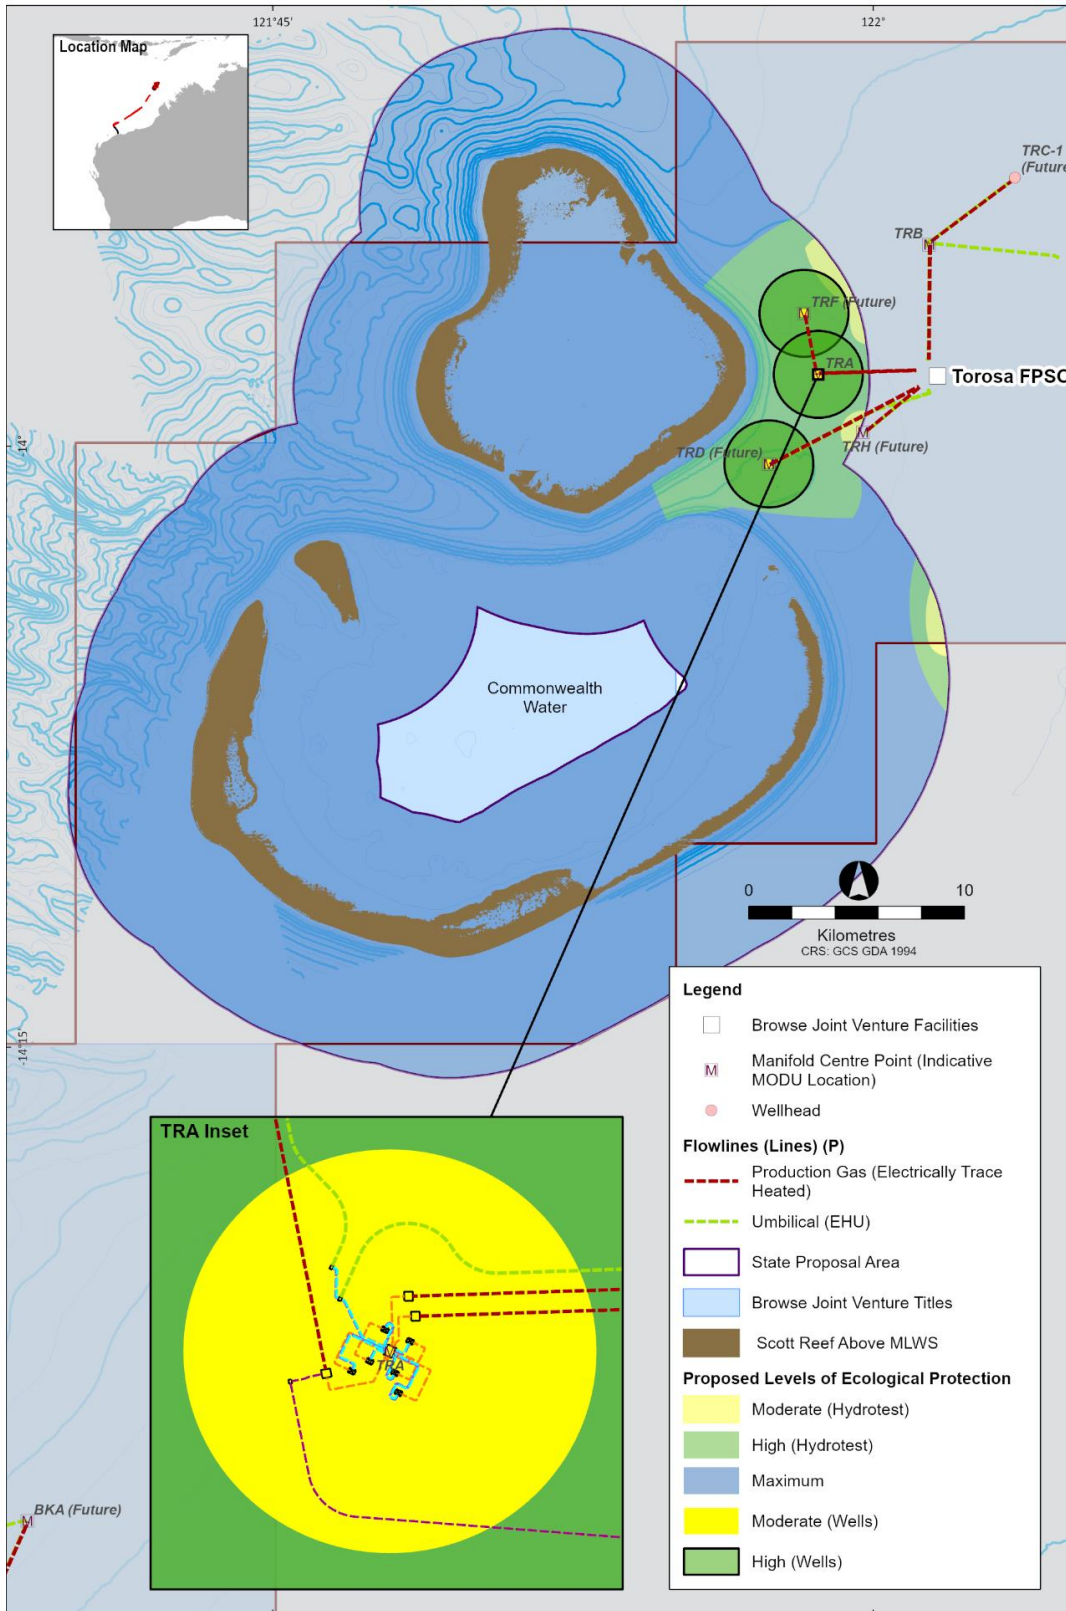 121°45'
122°
Location Map
TRC-1
(Future
TRB
TRF (Future)
TRA
Torosa FPSO
-14°
TRD (Future)
TRH (Future)
Commonwealth
Water
0
10
Kilometres
CRS: GCS GDA 1994
-14°15'
Legend
Browse Joint Venture Facilities
M
Manifold Centre Point (Indicative
MODU Location)
Wellhead
Flowlines (Lines) (P)
Production Gas (Electrically Trace
Heated)
Umbilical (EHU)
State Proposal Area
Browse Joint Venture Titles
Scott Reef Above MLWS
Proposed Levels of Ecological Protection
Moderate (Hydrotest)
High (Hydrotest)
Maximum
Moderate (Wells)
High (Wells)
TRA Inset
TRA
M
BKA (Future)